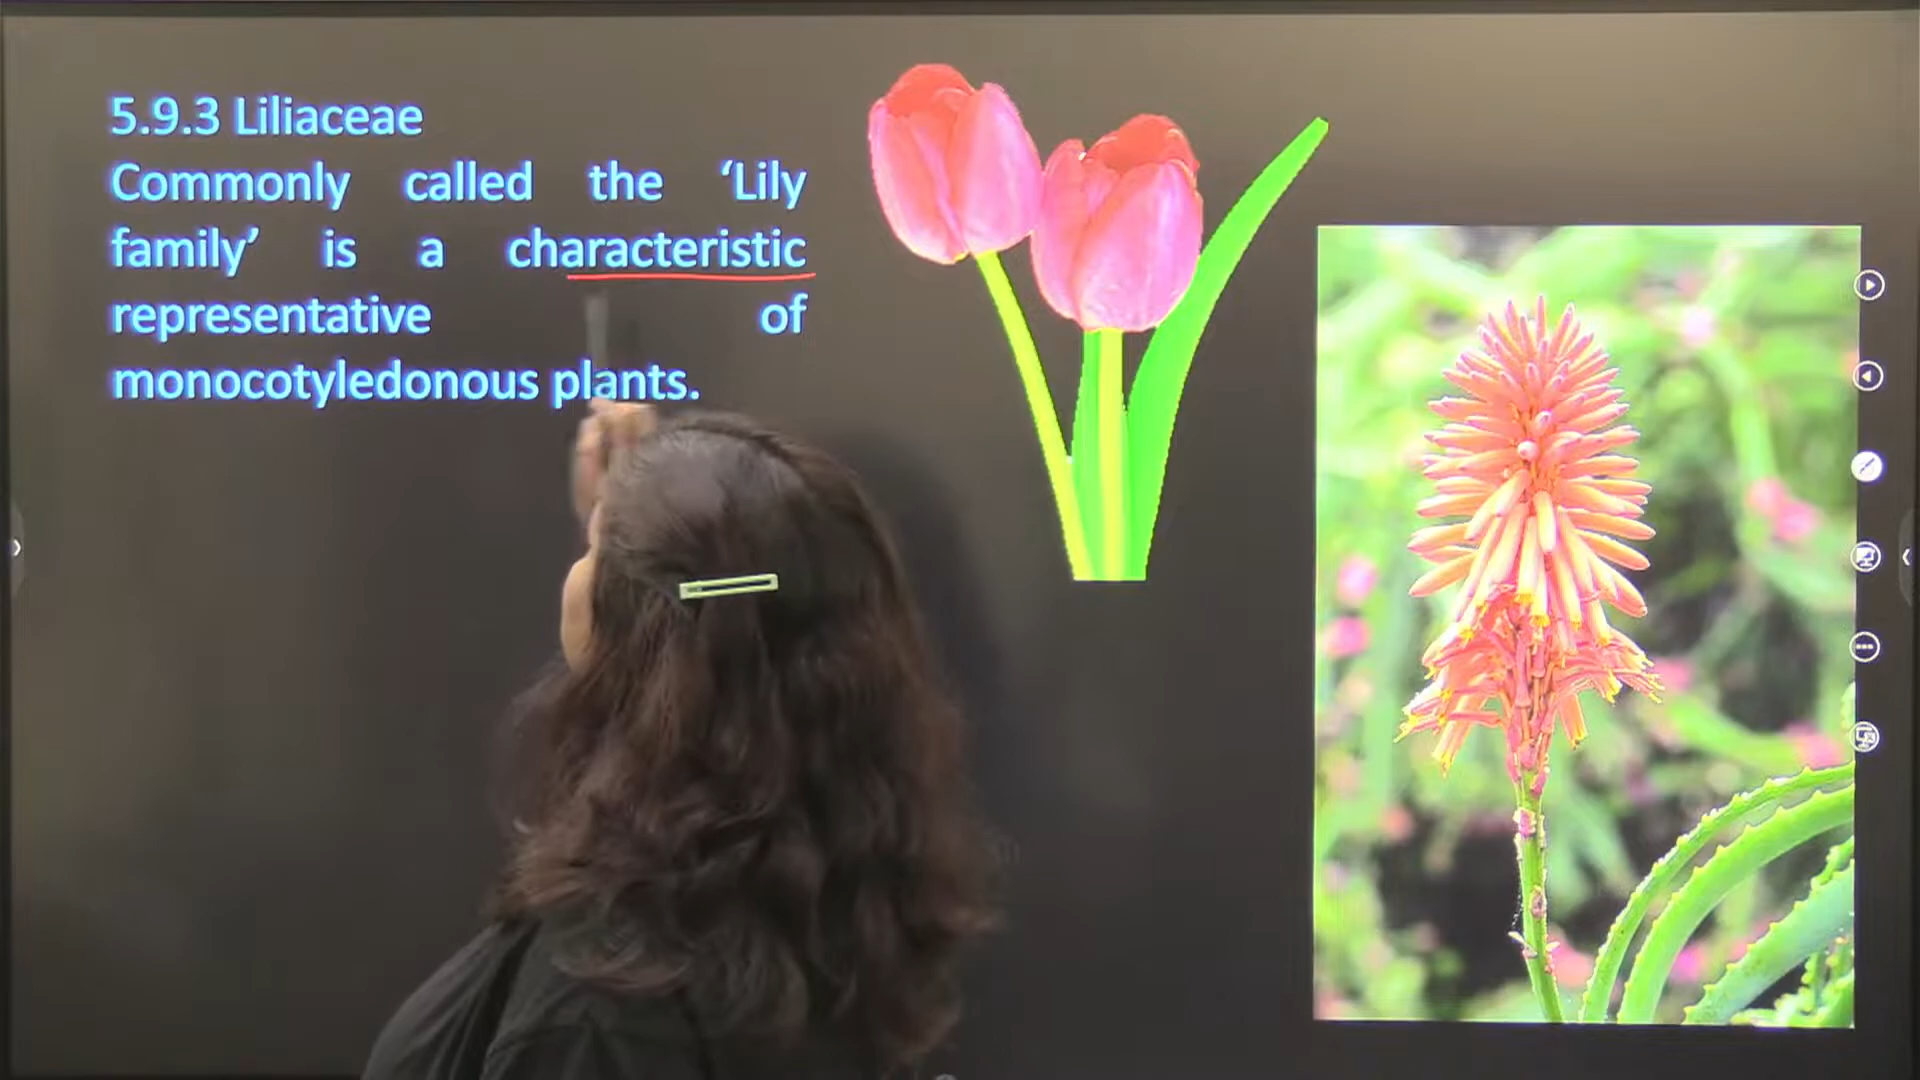 5.9.3 Liliaceae
Commonly called the ‘Lily
family’ is a characteristic
representative of
monocotyledonous plants.